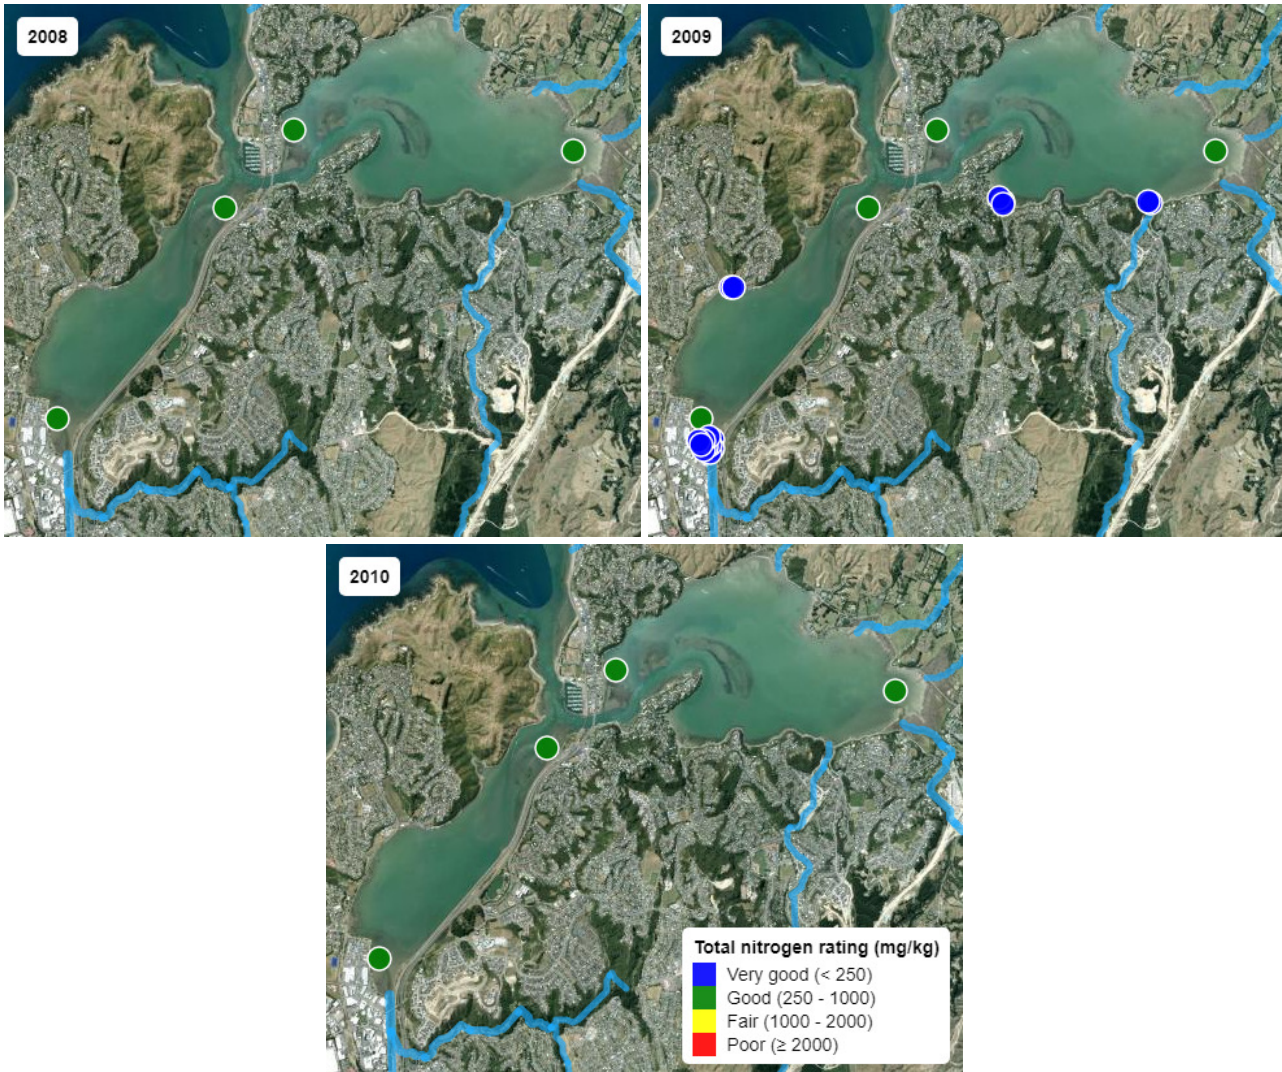 2008
2009
2010
Total nitrogen rating (mg/kg)
Very good (< 250)
Good (250 - 1000)
Fair (1000 - 2000)
Poor (≥ 2000)